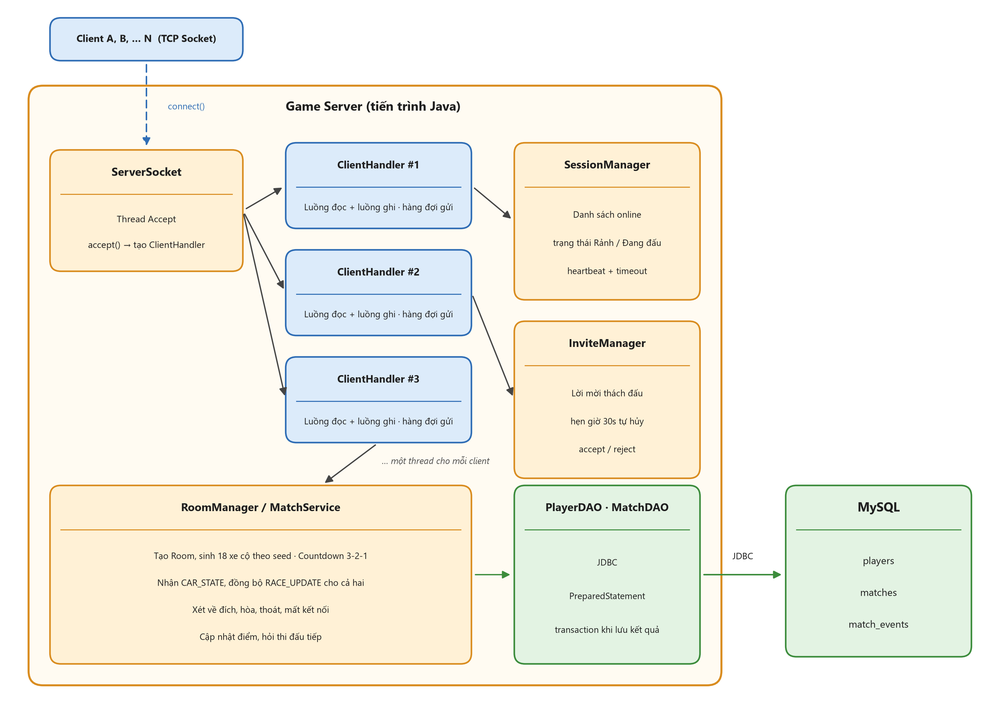 Client A, B, ... N (TCP Socket)
connect()
Game Server (tiến trình Java)
ServerSocket
Thread Accept
accept() → tạo ClientHandler
ClientHandler #1
Luồng đọc + luồng ghi · hàng đợi gửi
ClientHandler #2
Luồng đọc + luồng ghi · hàng đợi gửi
ClientHandler #3
Luồng đọc + luồng ghi · hàng đợi gửi
... một thread cho mỗi client
SessionManager
Danh sách online
trạng thái Rảnh / Đang đấu
heartbeat + timeout
InviteManager
Lời mời thách đấu
hẹn giờ 30s tự hủy
accept / reject
RoomManager / MatchService
Tạo Room, sinh 18 xe cộ theo seed · Countdown 3-2-1
Nhận CAR_STATE, đồng bộ RACE_UPDATE cho cả hai
Xét về đích, hòa, thoát, mất kết nối
Cập nhật điểm, hỏi thi đấu tiếp
PlayerDAO · MatchDAO
JDBC
PreparedStatement
transaction khi lưu kết quả
JDBC
MySQL
players
matches
match_events